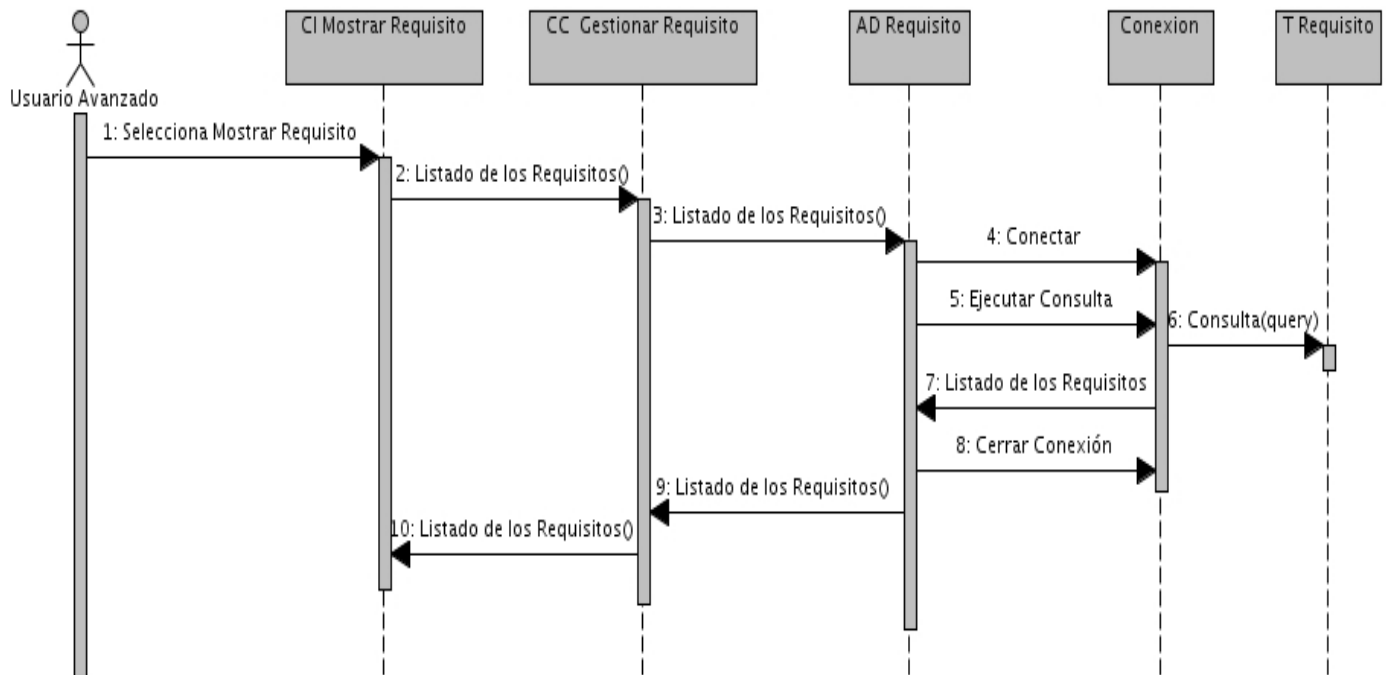 CI Mostrar Requisito
CC Gestionar Requisito
AD Requisito
Conexion
T Requisito
Usuario Avanzado
1: Selecciona Mostrar Requisito
2: Listado de los Requisitos()
3: Listado de los Requisitos()
4: Conectar
5: Ejecutar Consulta
6: Consulta(query)
7: Listado de los Requisitos
8: Cerrar Conexión
9: Listado de los Requisitos()
10: Listado de los Requisitos()